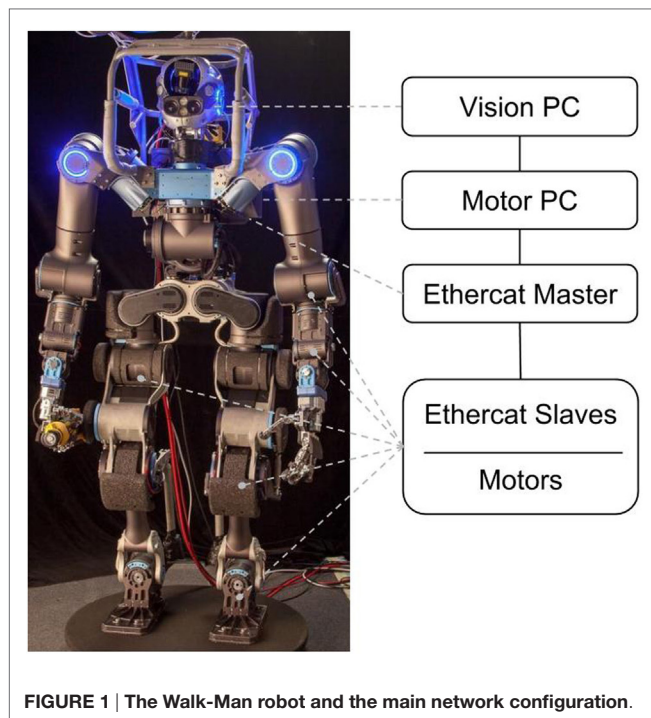 Vision PC
Motor PC
Ethercat Master
Ethercat Slaves
Motors
FIGURE 1 | The Walk-Man robot and the main network configuration.